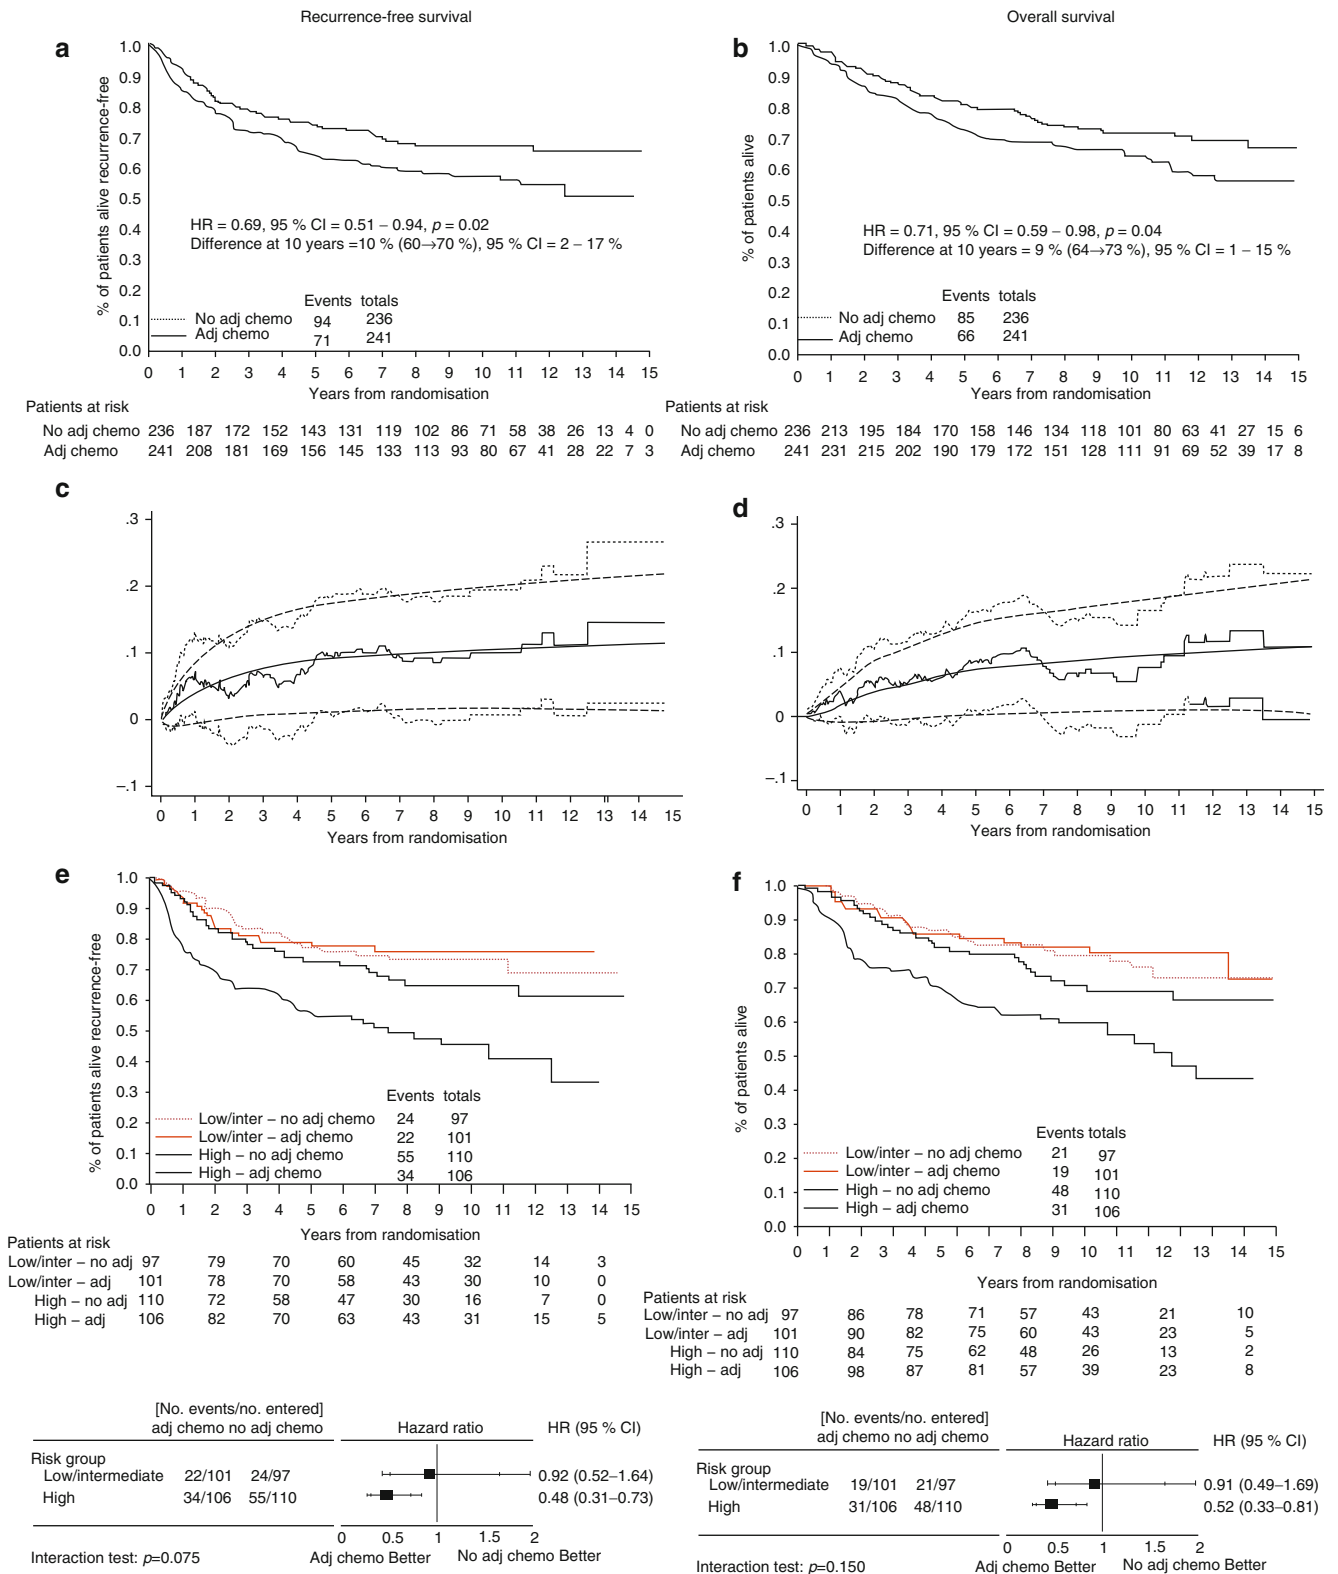 Recurrence-free survival
a
% of patients alive recurrence-free
1.0
0.9
0.8
0.7
0.6
0.5
0.4
0.3
0.2
0.1
0.0
HR = 0.69, 95 % CI = 0.51 – 0.94, p = 0.02
Difference at 10 years =10 % (60→70 %), 95 % CI = 2 – 17 %
Events totals
No adj chemo 94 236
Adj chemo 71 241
0 1 2 3 4 5 6 7 8 9 10 11 12 13 14 15
Years from randomisation
Patients at risk
No adj chemo 236 187 172 152 143 131 119 102 86 71 58 38 26 13 4 0
Adj chemo 241 208 181 169 156 145 133 113 93 80 67 41 28 22 7 3
Overall survival
b
% of patients alive
1.0
0.9
0.8
0.7
0.6
0.5
0.4
0.3
0.2
0.1
0.0
HR = 0.71, 95 % CI = 0.59 – 0.98, p = 0.04
Difference at 10 years = 9 % (64→73 %), 95 % CI = 1 – 15 %
Events totals
No adj chemo 85 236
Adj chemo 66 241
0 1 2 3 4 5 6 7 8 9 10 11 12 13 14 15
Years from randomisation
Patients at risk
No adj chemo 236 213 195 184 170 158 146 134 118 101 80 63 41 27 15 6
Adj chemo 241 231 215 202 190 179 172 151 128 111 91 69 52 39 17 8
c
.3
.2
.1
0
–.1
0 1 2 3 4 5 6 7 8 9 10 11 12 13 14 15
Years from randomisation
d
.3
.2
.1
0
–.1
0 1 2 3 4 5 6 7 8 9 10 11 12 13 14 15
Years from randomisation
e
% of patients alive recurrence-free
1.0
0.9
0.8
0.7
0.6
0.5
0.4
0.3
0.2
0.1
0.0
Events totals
Low/inter – no adj chemo 24 97
Low/inter – adj chemo 22 101
High – no adj chemo 55 110
High – adj chemo 34 106
0 1 2 3 4 5 6 7 8 9 10 11 12 13 14 15
Years from randomisation
Patients at risk
Low/inter – no adj 97 79 70 60 45 32 14 3
Low/inter – adj 101 78 70 58 43 30 10 0
High – no adj 110 72 58 47 30 16 7 0
High – adj 106 82 70 63 43 31 15 5
f
% of patients alive
1.0
0.9
0.8
0.7
0.6
0.5
0.4
0.3
0.2
0.1
0.0
Events totals
Low/inter – no adj chemo 21 97
Low/inter – adj chemo 19 101
High – no adj chemo 48 110
High – adj chemo 31 106
0 1 2 3 4 5 6 7 8 9 10 11 12 13 14 15
Years from randomisation
Patients at risk
Low/inter – no adj 97 86 78 71 57 43 21 10
Low/inter – adj 101 90 82 75 60 43 23 5
High – no adj 110 84 75 62 48 26 13 2
High – adj 106 98 87 81 57 39 23 8
[No. events/no. entered]
adj chemo no adj chemo Hazard ratio HR (95 % CI)
Risk group
Low/intermediate 22/101 24/97 0.92 (0.52–1.64)
High 34/106 55/110 0.48 (0.31–0.73)
0 0.5 1 1.5 2
Interaction test: p=0.075 Adj chemo Better No adj chemo Better
[No. events/no. entered]
adj chemo no adj chemo Hazard ratio HR (95 % CI)
Risk group
Low/intermediate 19/101 21/97 0.91 (0.49–1.69)
High 31/106 48/110 0.52 (0.33–0.81)
0 0.5 1 1.5 2
Interaction test: p=0.150 Adj chemo Better No adj chemo Better